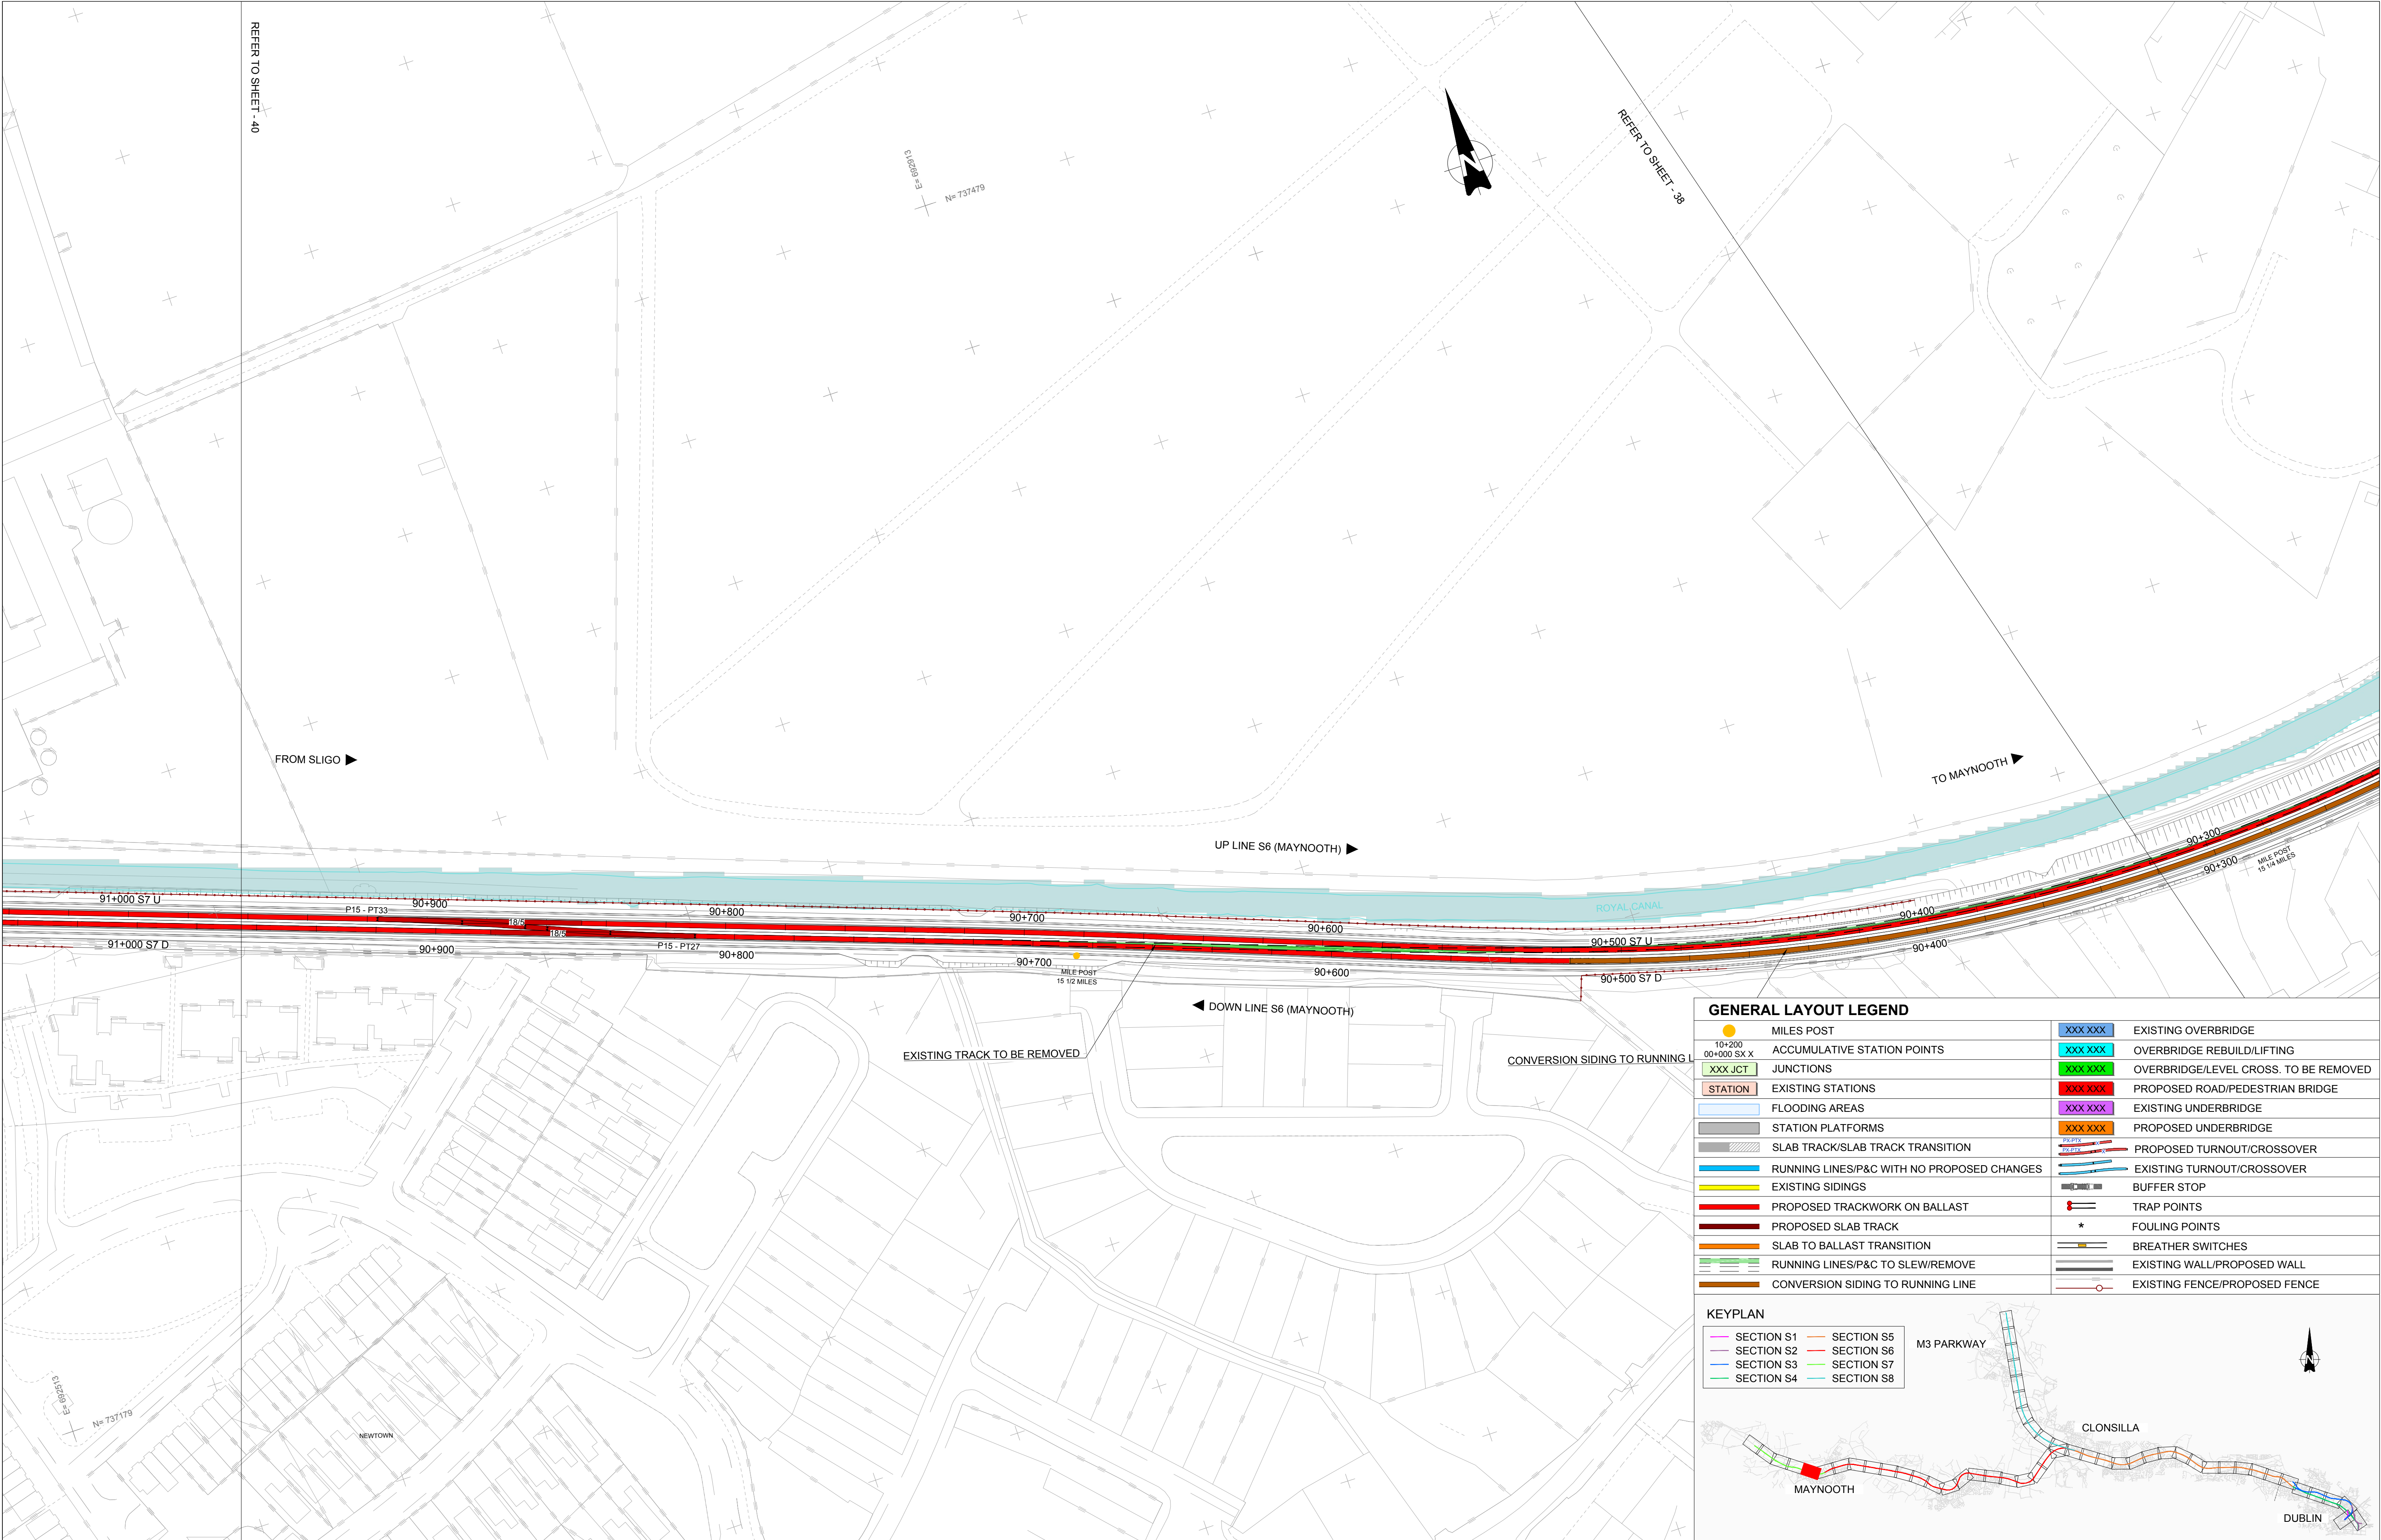 REFER TO SHEET - 40
REFER TO SHEET - 38
E= 692913
N= 737479
FROM SLIGO
TO MAYNOOTH
UP LINE S6 (MAYNOOTH)
ROYAL CANAL
91+000 S7 U
P15 - PT33
90+900
90+800
90+700
90+600
90+500 S7 U
90+400
90+300
18/5
18/5
91+000 S7 D
90+900
P15 - PT27
90+800
90+700
90+600
90+500 S7 D
90+400
90+300
MILE POST
15 1/4 MILES
MILE POST
15 1/2 MILES
DOWN LINE S6 (MAYNOOTH)
EXISTING TRACK TO BE REMOVED
CONVERSION SIDING TO RUNNING L
E= 692513
N= 737179
NEWTOWN
GENERAL LAYOUT LEGEND
MILES POST
10+200
00+000 SX X
ACCUMULATIVE STATION POINTS
XXX JCT
JUNCTIONS
STATION
EXISTING STATIONS
FLOODING AREAS
STATION PLATFORMS
SLAB TRACK/SLAB TRACK TRANSITION
RUNNING LINES/P&C WITH NO PROPOSED CHANGES
EXISTING SIDINGS
PROPOSED TRACKWORK ON BALLAST
PROPOSED SLAB TRACK
SLAB TO BALLAST TRANSITION
RUNNING LINES/P&C TO SLEW/REMOVE
CONVERSION SIDING TO RUNNING LINE
XXX XXX
EXISTING OVERBRIDGE
XXX XXX
OVERBRIDGE REBUILD/LIFTING
XXX XXX
OVERBRIDGE/LEVEL CROSS. TO BE REMOVED
XXX XXX
PROPOSED ROAD/PEDESTRIAN BRIDGE
XXX XXX
EXISTING UNDERBRIDGE
XXX XXX
PROPOSED UNDERBRIDGE
PX-PTX
PX-PTX
PROPOSED TURNOUT/CROSSOVER
EXISTING TURNOUT/CROSSOVER
BUFFER STOP
TRAP POINTS
* FOULING POINTS
BREATHER SWITCHES
EXISTING WALL/PROPOSED WALL
EXISTING FENCE/PROPOSED FENCE
KEYPLAN
SECTION S1
SECTION S2
SECTION S3
SECTION S4
SECTION S5
SECTION S6
SECTION S7
SECTION S8
M3 PARKWAY
CLONSILLA
MAYNOOTH
DUBLIN